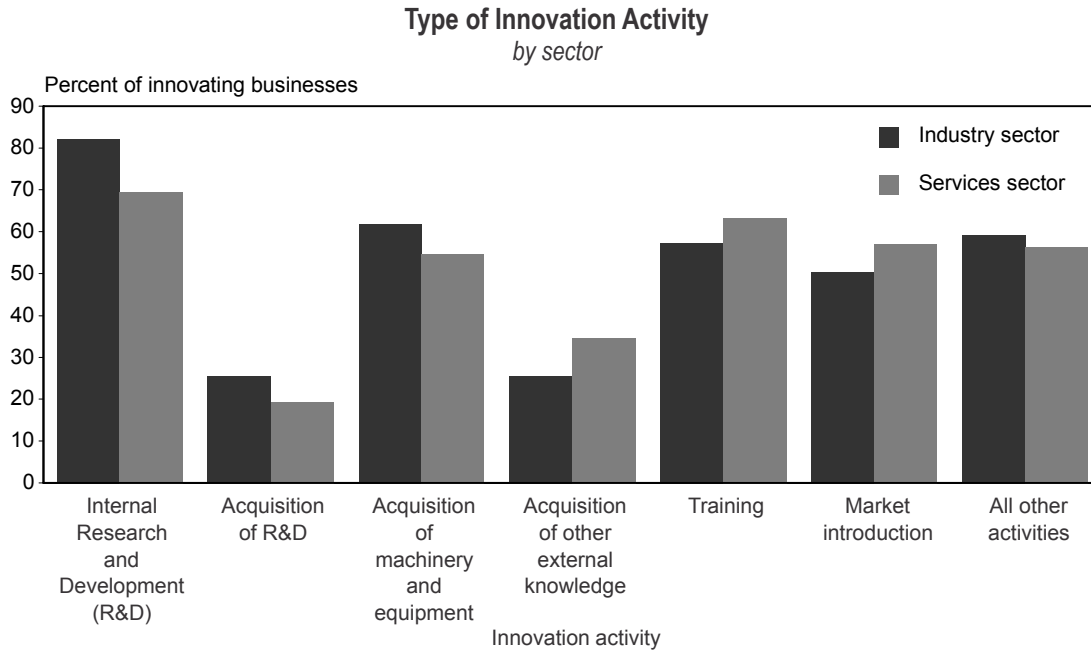 Type of Innovation Activity
by sector
Percent of innovating businesses
90
80
70
60
50
40
30
20
10
0
Industry sector
Services sector
Internal
Research
and
Development
(R&D)
Acquisition
of R&D
Acquisition
of
machinery
and
equipment
Acquisition
of other
external
knowledge
Training
Market
introduction
All other
activities
Innovation activity